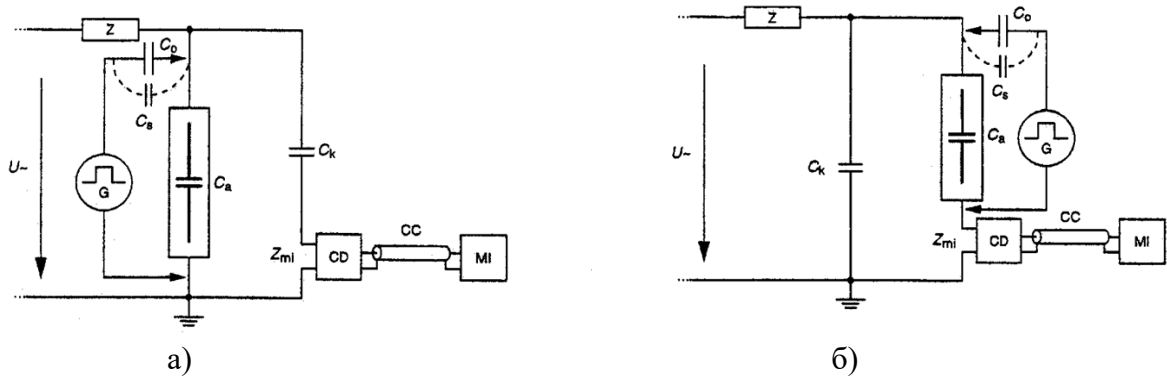 Z
C₀
Cₛ
U~
G
Cₐ
Cₖ
Zₘᵢ
CD
CC
MI
а)
Z
C₀
Cₛ
U~
G
Cₐ
Cₖ
Zₘᵢ
CD
CC
MI
б)